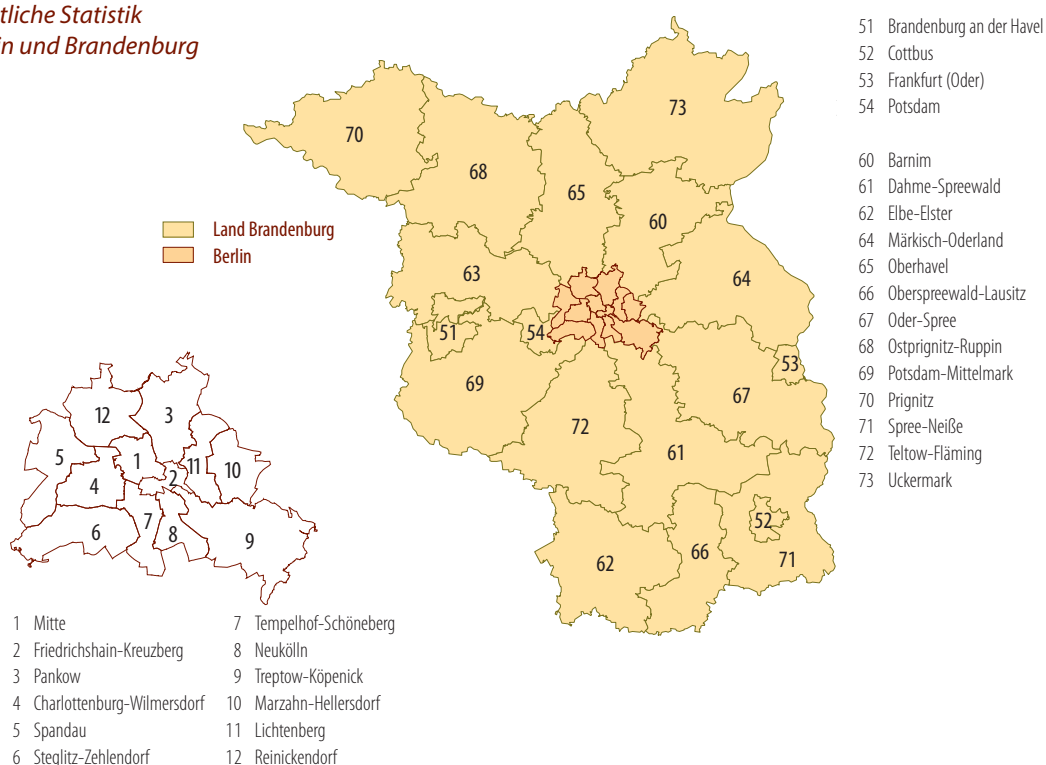 tliche Statistik
in und Brandenburg
Land Brandenburg
Berlin
70
73
68
65
60
63
64
51
54
53
69
67
72
61
52
66
62
71
12
3
5
1
11
10
4
2
7
6
8
9
51 Brandenburg an der Havel
52 Cottbus
53 Frankfurt (Oder)
54 Potsdam
60 Barnim
61 Dahme-Spreewald
62 Elbe-Elster
64 Märkisch-Oderland
65 Oberhavel
66 Oberspreewald-Lausitz
67 Oder-Spree
68 Ostprignitz-Ruppin
69 Potsdam-Mittelmark
70 Prignitz
71 Spree-Neiße
72 Teltow-Fläming
73 Uckermark
1 Mitte
2 Friedrichshain-Kreuzberg
3 Pankow
4 Charlottenburg-Wilmersdorf
5 Spandau
6 Steglitz-Zehlendorf
7 Tempelhof-Schöneberg
8 Neukölln
9 Treptow-Köpenick
10 Marzahn-Hellersdorf
11 Lichtenberg
12 Reinickendorf